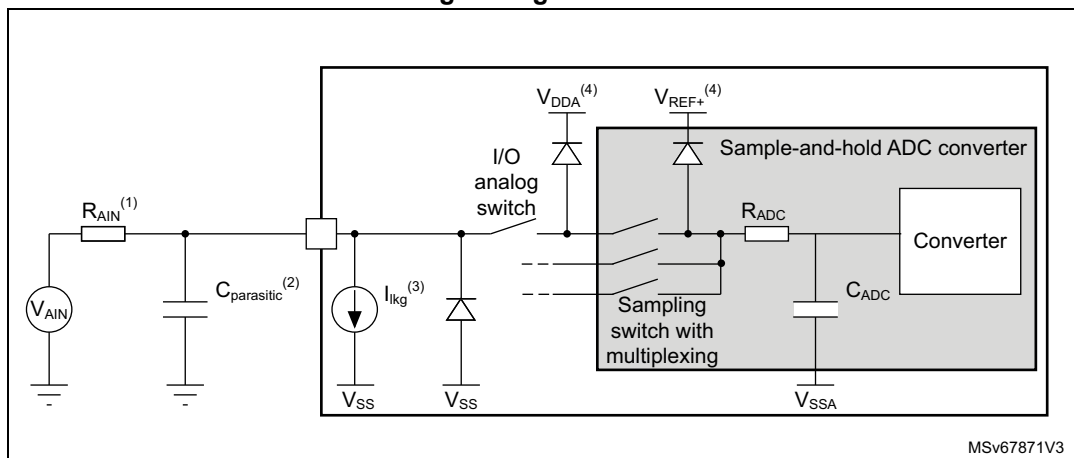 V_DDA^(4)
V_REF+^(4)
Sample-and-hold ADC converter
I/O
analog
switch
R_AIN^(1)
R_ADC
Converter
C_parasitic^(2)
I_lkg^(3)
C_ADC
V_AIN
Sampling
switch with
multiplexing
V_SS
V_SS
V_SSA
MSv67871V3